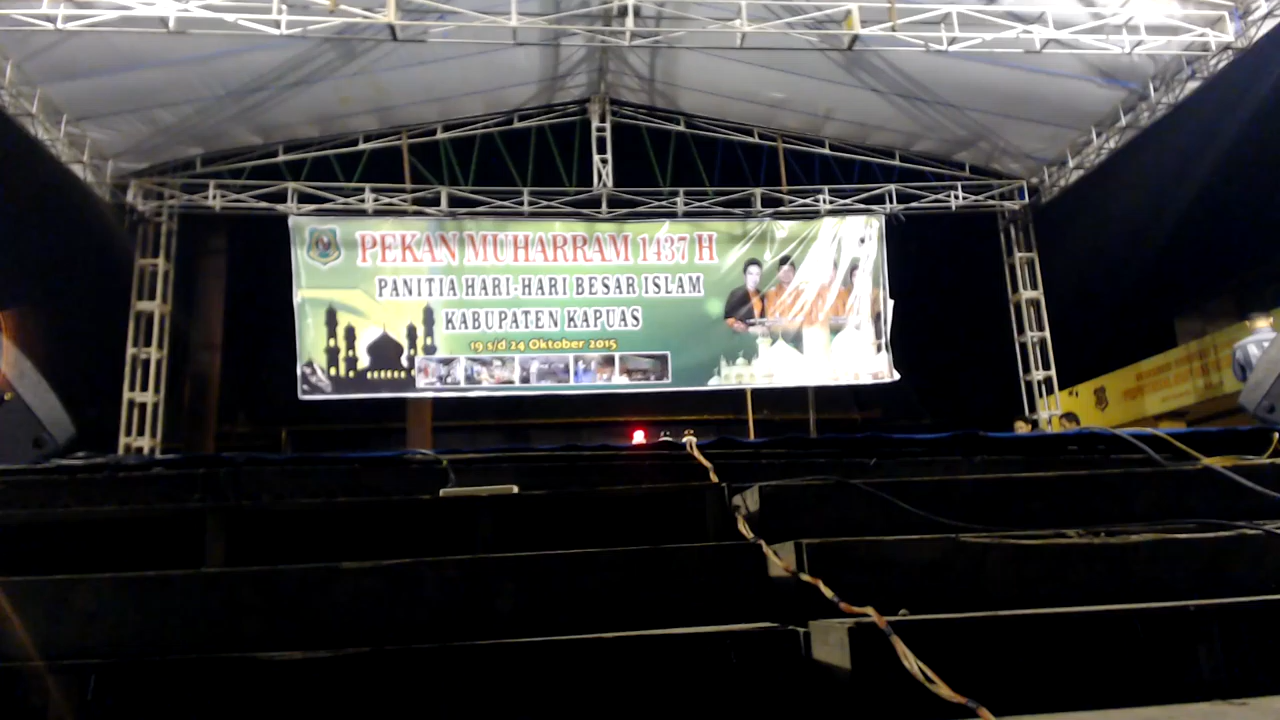 PEKAN MUHARRAM 1437 H
PANITIA HARI-HARI BESAR ISLAM
KABUPATEN KAPUAS
19 s/d 24 Oktober 2015